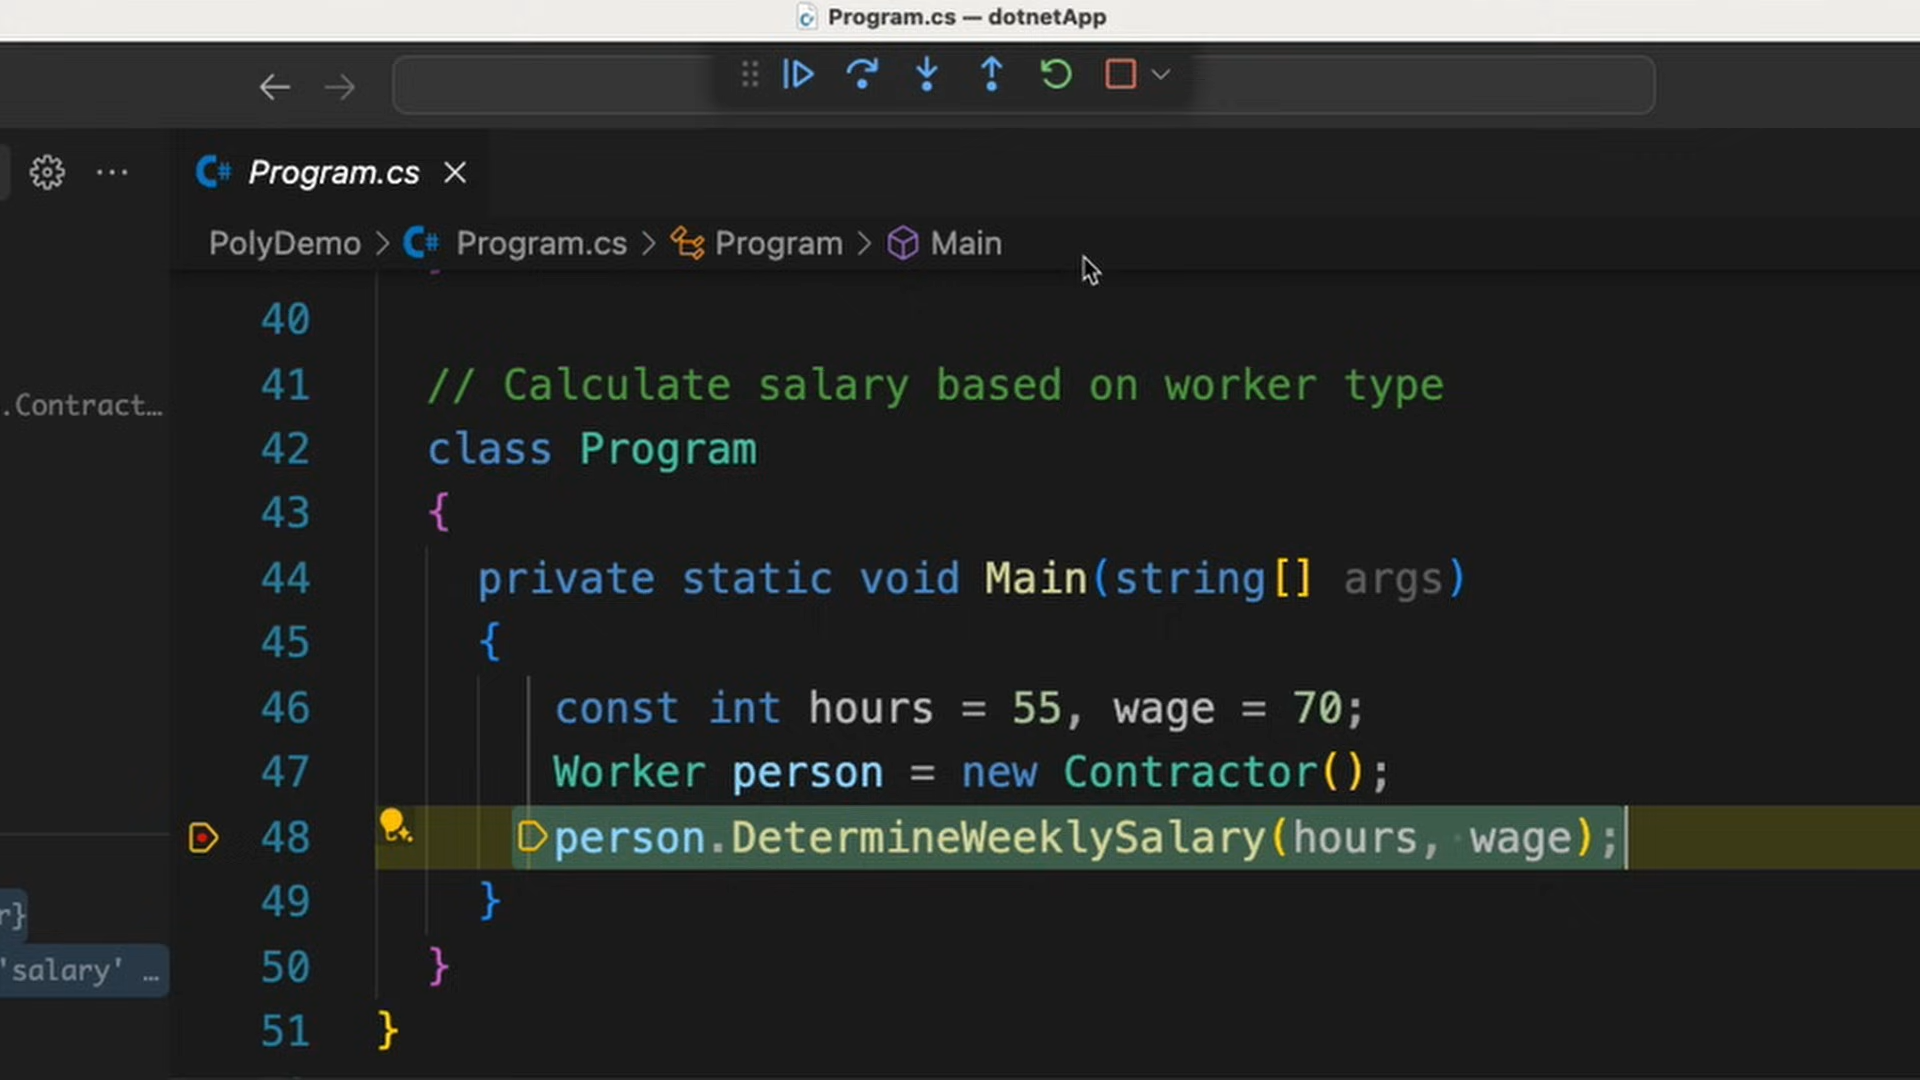 Program.cs — dotnetApp
C# Program.cs
PolyDemo > C# Program.cs > Program > Main
40
.Contract…
41 // Calculate salary based on worker type
42 class Program
43 {
44 private static void Main(string[] args)
45 {
46 const int hours = 55, wage = 70;
47 Worker person = new Contractor();
48 person.DetermineWeeklySalary(hours, wage);
49 }
r}
50 }
'salary' …
51 }